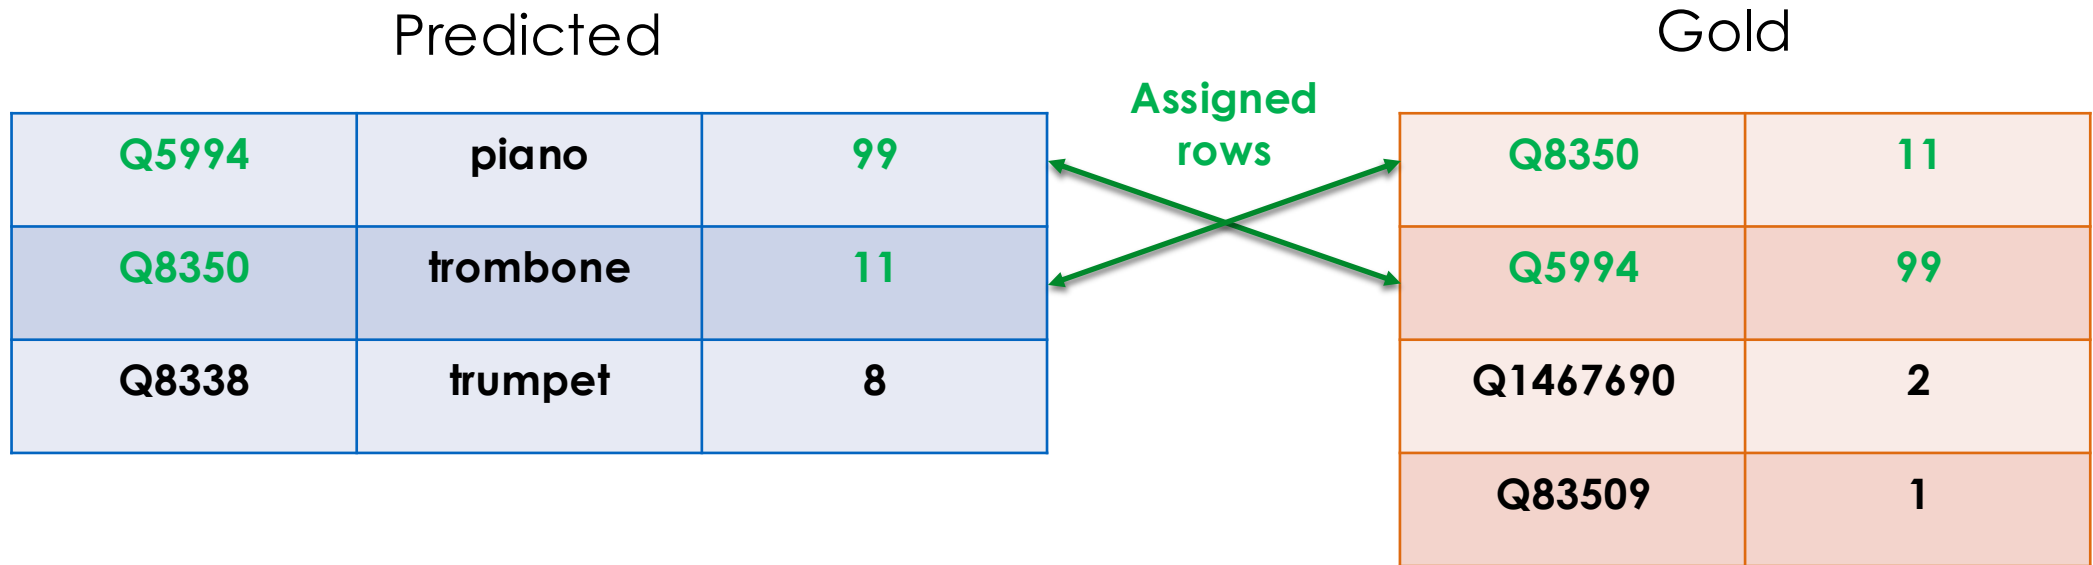 Predicted
Gold
Assigned
rows
Q5994 piano 99
Q8350 trombone 11
Q8338 trumpet 8
Q8350 11
Q5994 99
Q1467690 2
Q83509 1